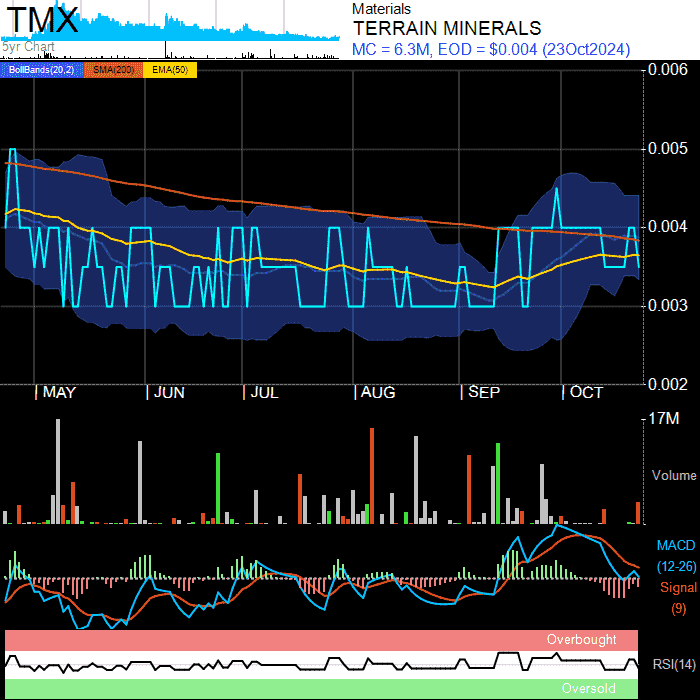 TMX
5yr Chart
Materials
TERRAIN MINERALS
MC = 6.3M, EOD = $0.004 (23Oct2024)
BollBands(20,2) SMA(200) EMA(50)
0.006
0.005
0.004
0.003
0.002
| MAY | JUN | JUL | AUG | SEP | OCT
17M
Volume
MACD
(12-26)
Signal
(9)
Overbought
RSI(14)
Oversold